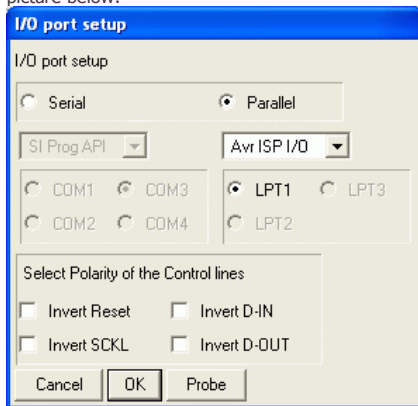 picture below:
I/O port setup
I/O port setup
Serial Parallel
SI Prog API Avr ISP I/O
COM1 COM3 LPT1 LPT3
COM2 COM4 LPT2
Select Polarity of the Control lines
Invert Reset Invert D-IN
Invert SCKL Invert D-OUT
Cancel OK Probe